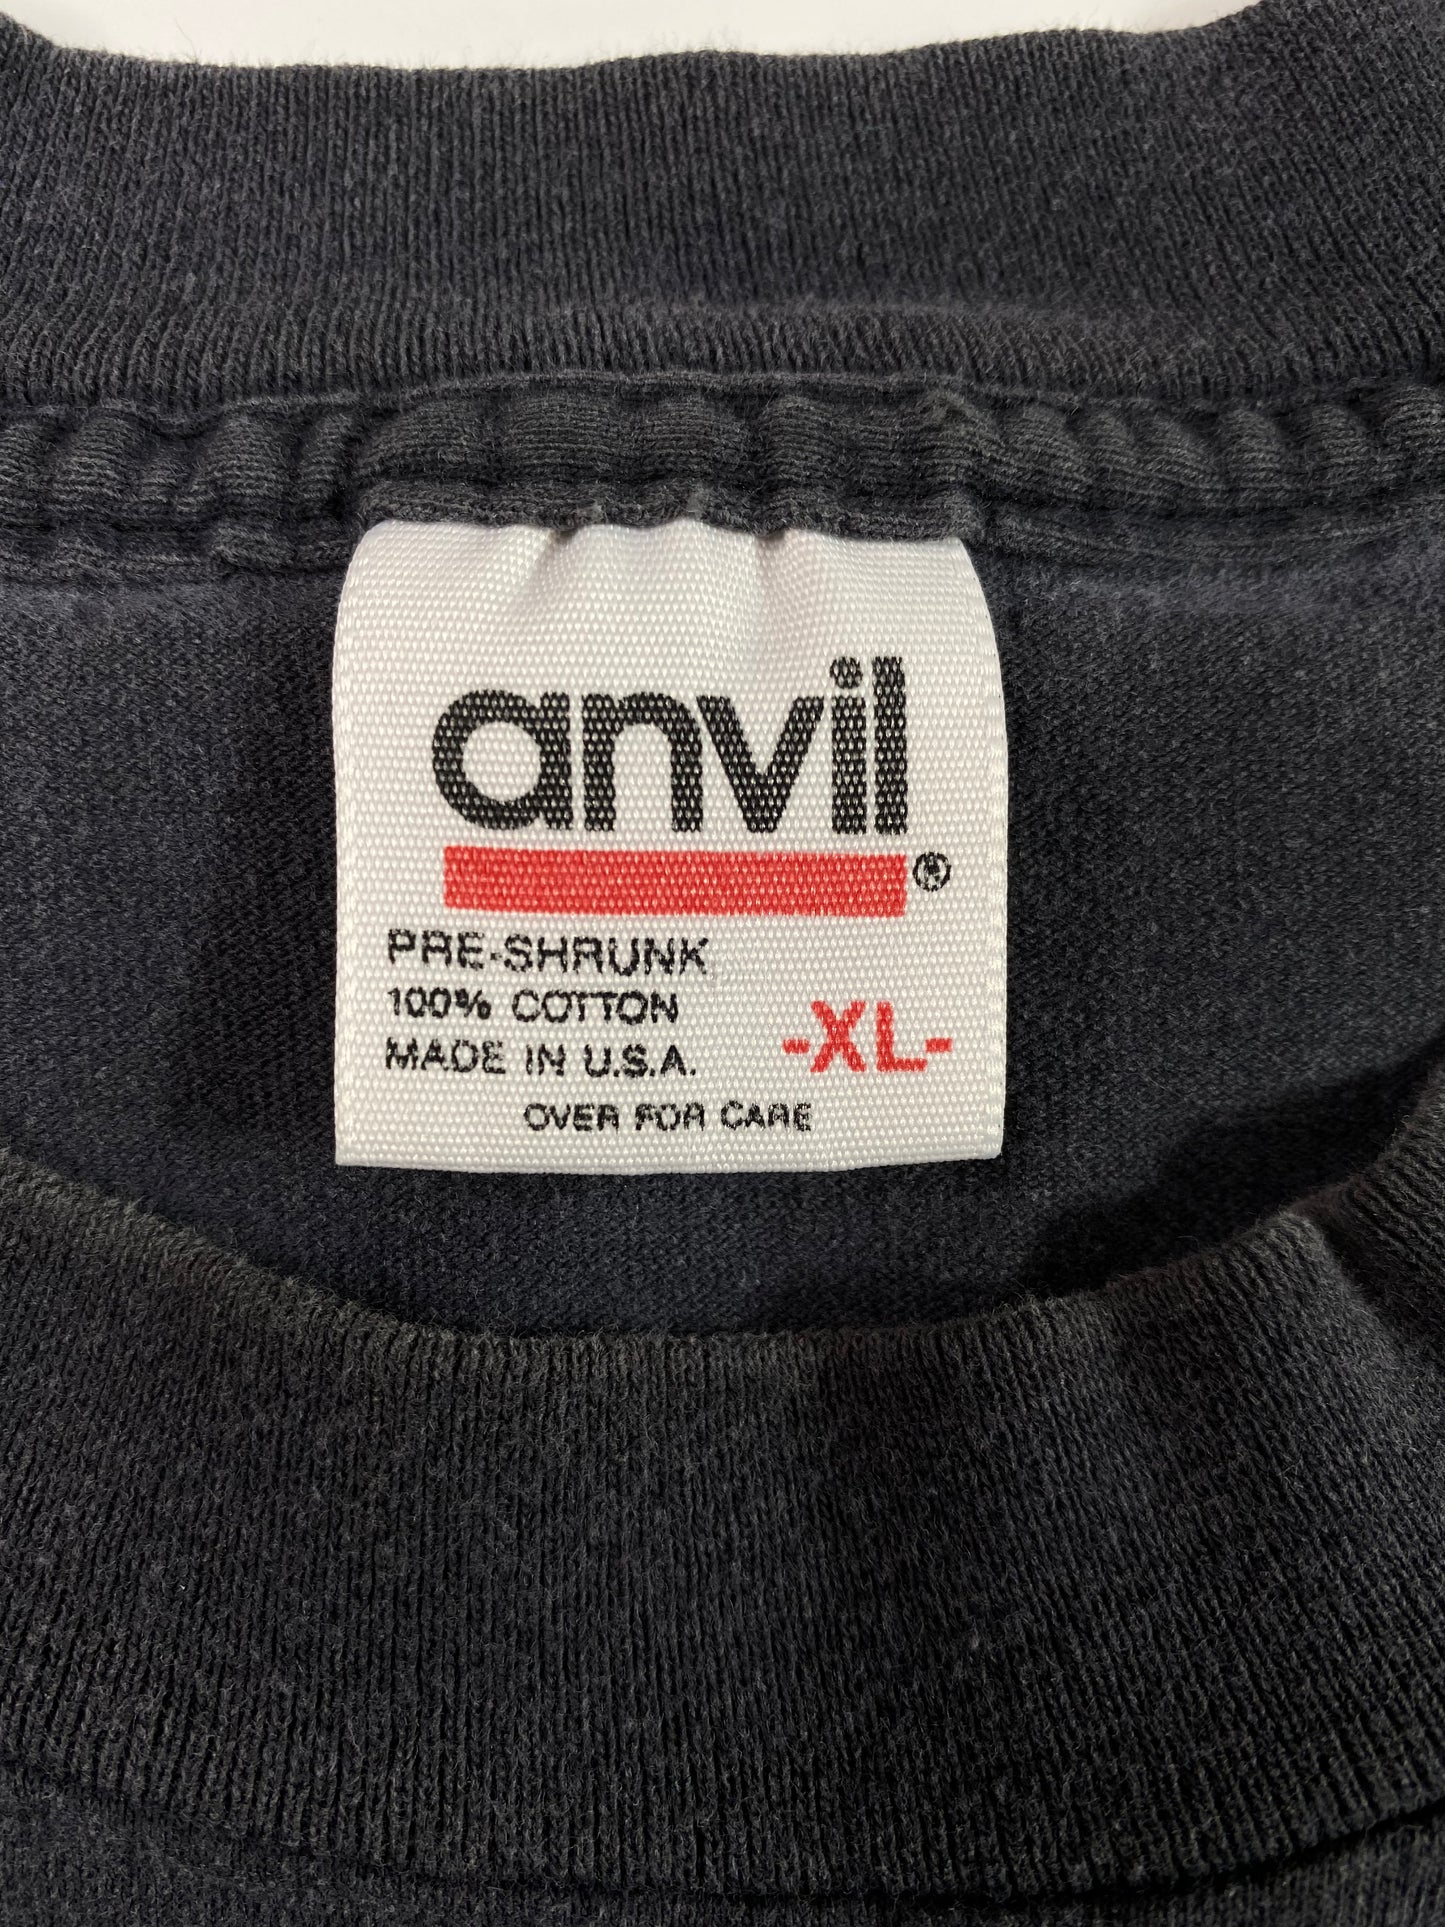 anvil®
PRE-SHRUNK
100% COTTON
MADE IN U.S.A.
-XL-
OVER FOR CARE